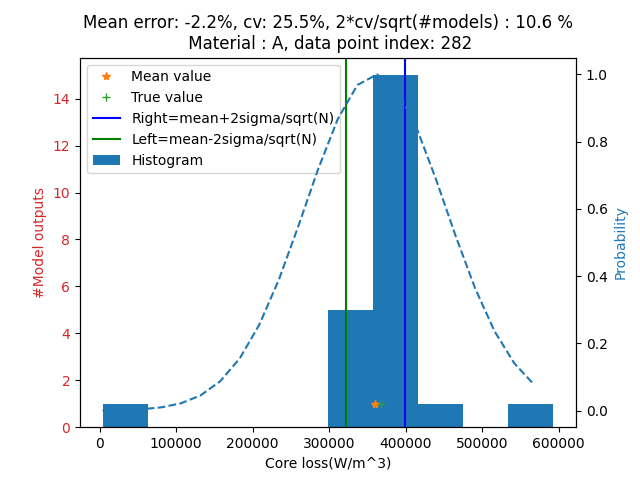 Mean error: -2.2%, cv: 25.5%, 2*cv/sqrt(#models) : 10.6 %
Material : A, data point index: 282
Mean value
True value
Right=mean+2sigma/sqrt(N)
Left=mean-2sigma/sqrt(N)
Histogram
#Model outputs
14
12
10
8
6
4
2
0
1.0
0.8
0.6
0.4
0.2
0.0
Probability
0
100000
200000
300000
400000
500000
600000
Core loss(W/m^3)